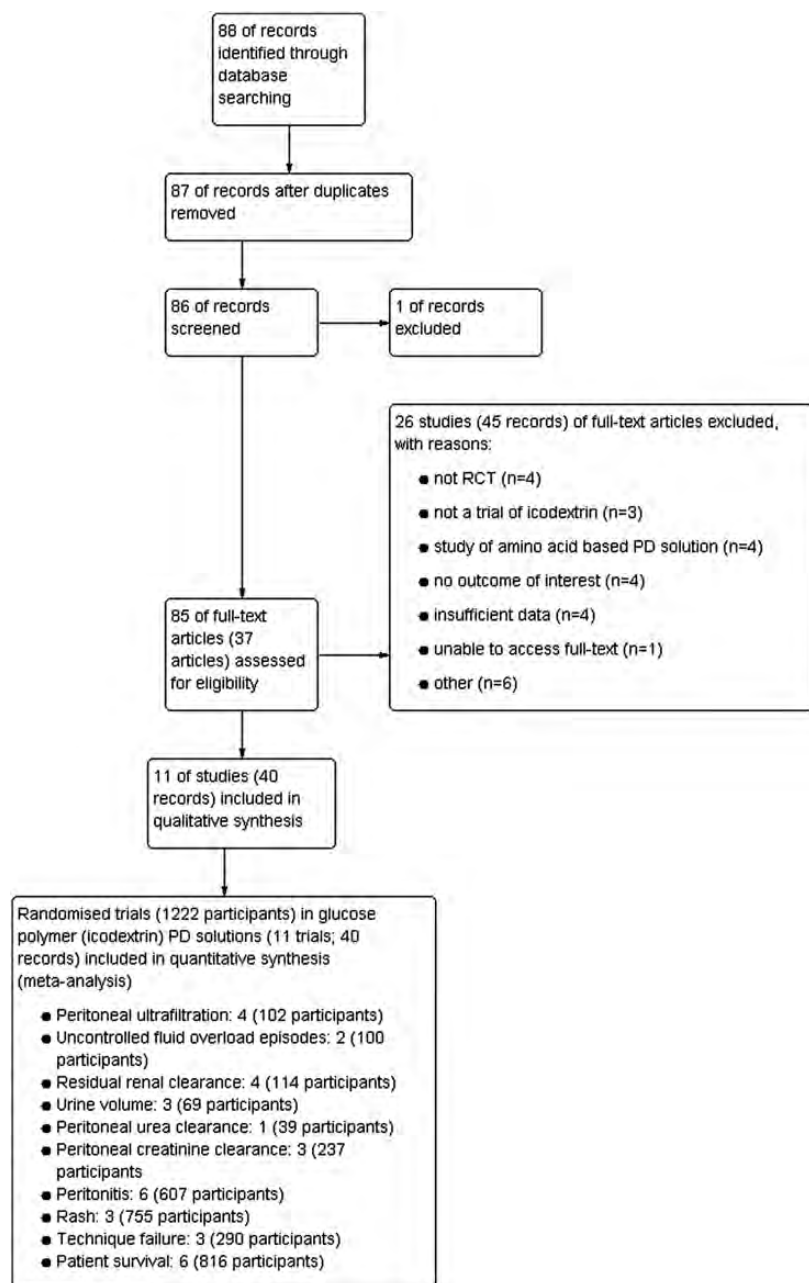 88 of records
identified through
database
searching
87 of records after duplicates
removed
86 of records
screened
1 of records
excluded
26 studies (45 records) of full-text articles excluded,
with reasons:
● not RCT (n=4)
● not a trial of icodextrin (n=3)
● study of amino acid based PD solution (n=4)
● no outcome of interest (n=4)
● insufficient data (n=4)
● unable to access full-text (n=1)
● other (n=6)
85 of full-text
articles (37
articles) assessed
for eligibility
11 of studies (40
records) included in
qualitative synthesis
Randomised trials (1222 participants) in glucose
polymer (icodextrin) PD solutions (11 trials; 40
records) included in quantitative synthesis
(meta-analysis)
● Peritoneal ultrafiltration: 4 (102 participants)
● Uncontrolled fluid overload episodes: 2 (100
participants)
● Residual renal clearance: 4 (114 participants)
● Urine volume: 3 (69 participants)
● Peritoneal urea clearance: 1 (39 participants)
● Peritoneal creatinine clearance: 3 (237
participants
● Peritonitis: 6 (607 participants)
● Rash: 3 (755 participants)
● Technique failure: 3 (290 participants)
● Patient survival: 6 (816 participants)